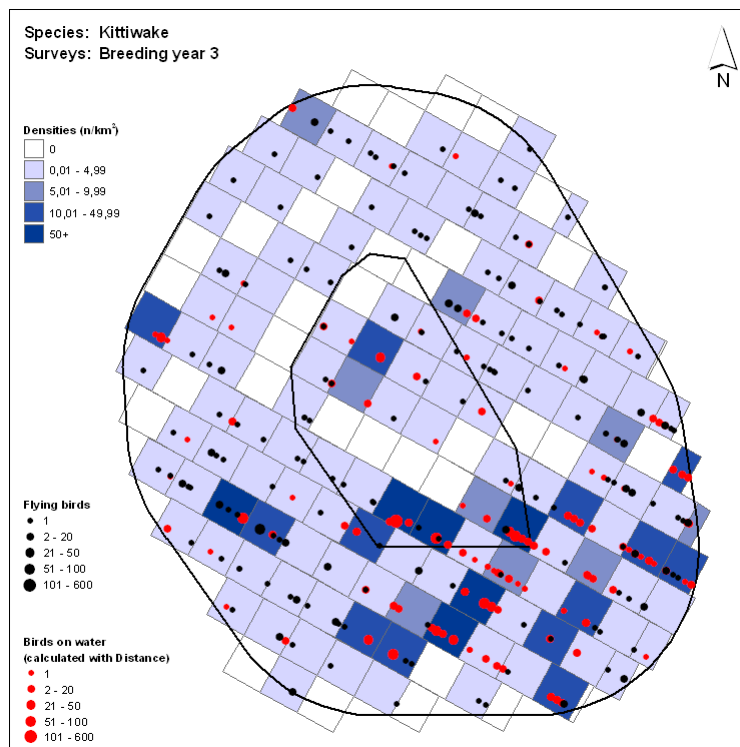 Species: Kittiwake
Surveys: Breeding year 3
N
Densities (n/km²)
0
0,01 - 4,99
5,01 - 9,99
10,01 - 49,99
50+
Flying birds
1
2 - 20
21 - 50
51 - 100
101 - 600
Birds on water
(calculated with Distance)
1
2 - 20
21 - 50
51 - 100
101 - 600